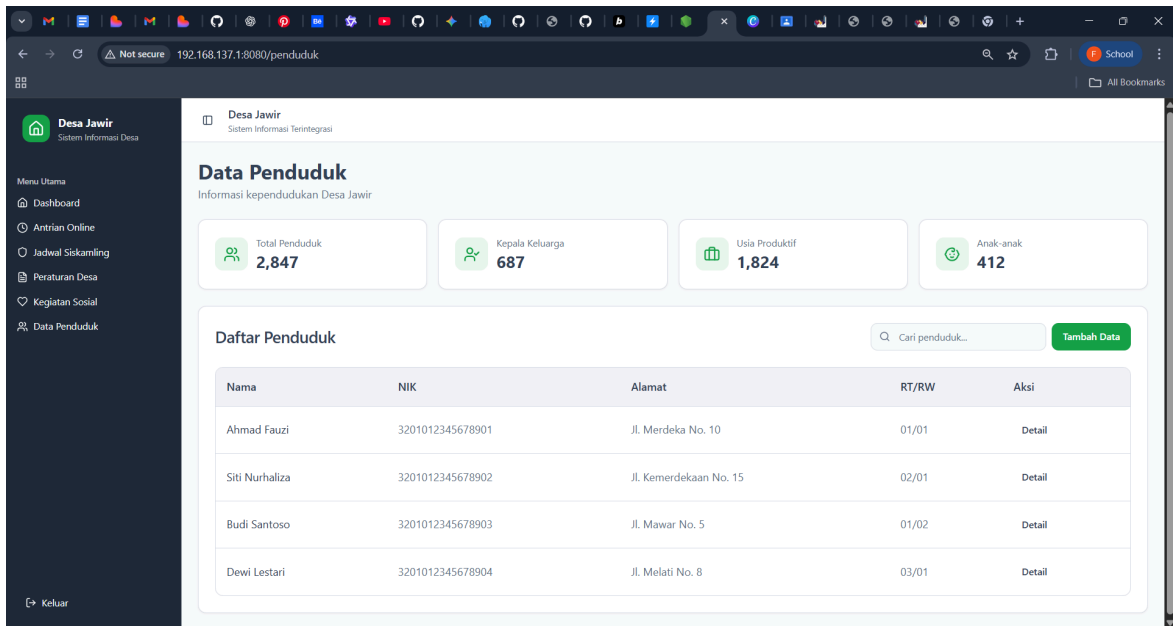 Bē
b
Not secure 192.168.137.1:8080/penduduk
F School
All Bookmarks
Desa Jawir
Sistem Informasi Desa
Menu Utama
Dashboard
Antrian Online
Jadwal Siskamling
Peraturan Desa
Kegiatan Sosial
Data Penduduk
Keluar
Desa Jawir
Sistem Informasi Terintegrasi
Data Penduduk
Informasi kependudukan Desa Jawir
Total Penduduk
2,847
Kepala Keluarga
687
Usia Produktif
1,824
Anak-anak
412
Daftar Penduduk
Cari penduduk...
Tambah Data
Nama NIK Alamat RT/RW Aksi
Ahmad Fauzi 3201012345678901 Jl. Merdeka No. 10 01/01 Detail
Siti Nurhaliza 3201012345678902 Jl. Kemerdekaan No. 15 02/01 Detail
Budi Santoso 3201012345678903 Jl. Mawar No. 5 01/02 Detail
Dewi Lestari 3201012345678904 Jl. Melati No. 8 03/01 Detail